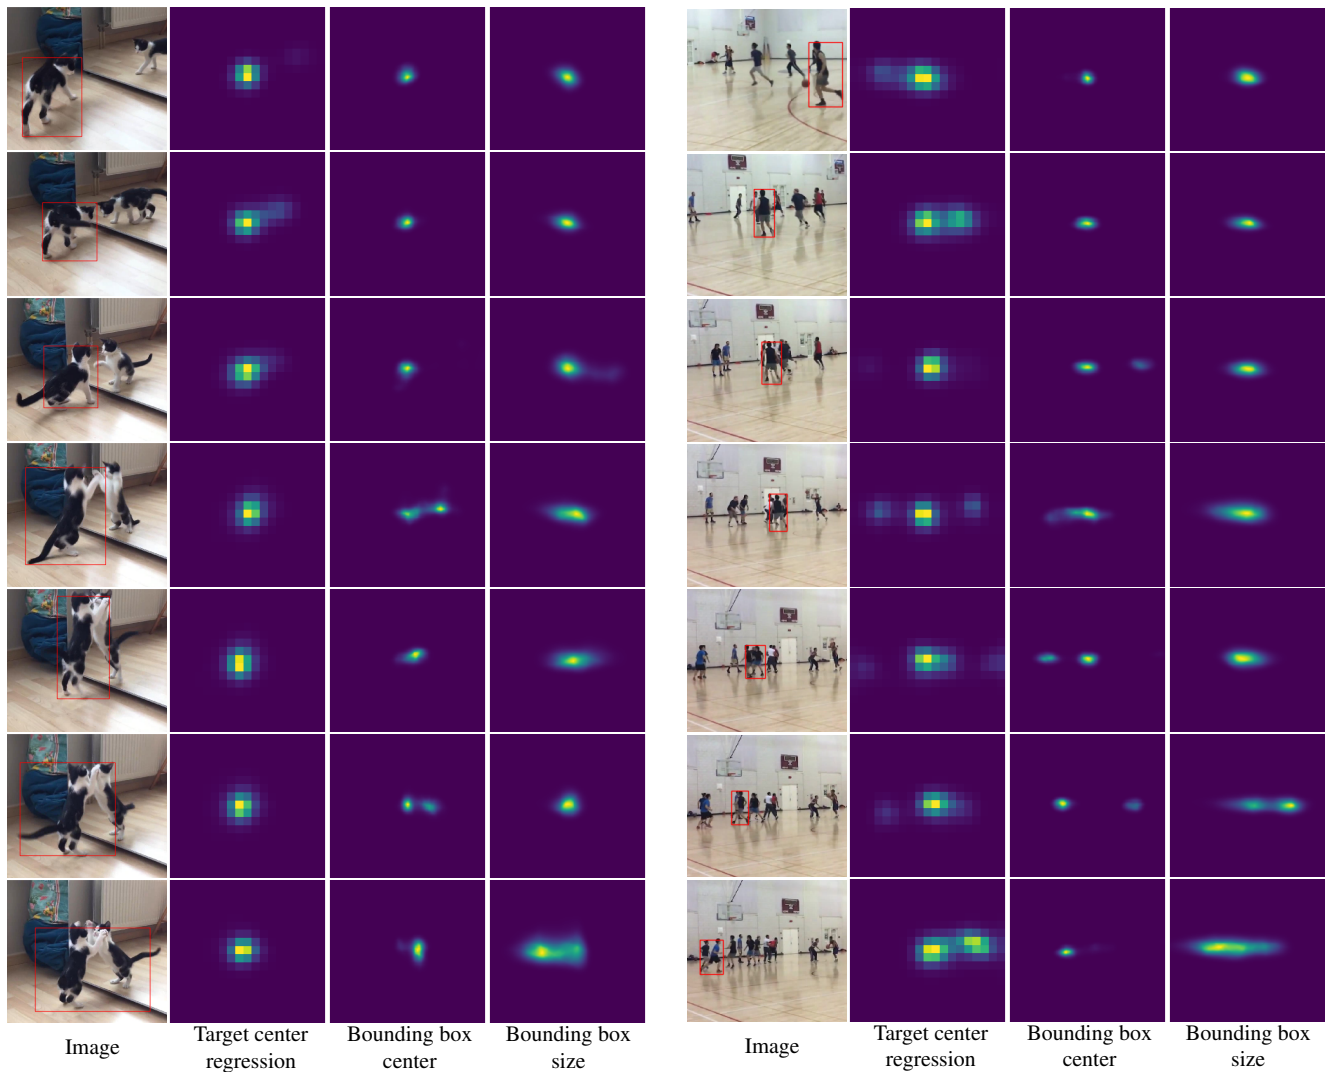 Image
Target center
regression
Bounding box
center
Bounding box
size
Image
Target center
regression
Bounding box
center
Bounding box
size